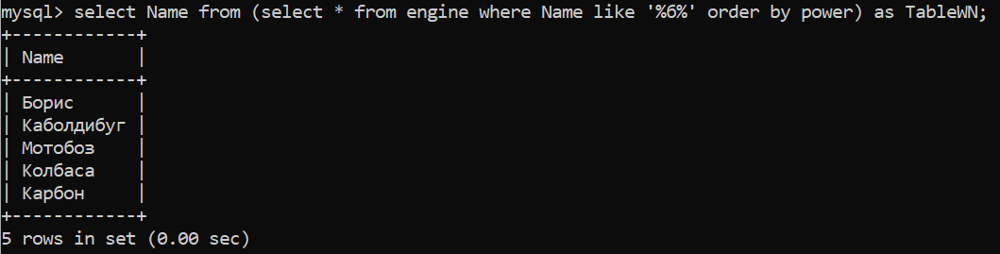 mysql> select Name from (select * from engine where Name like '%б%' order by power) as TableWN;
+------------+
| Name       |
+------------+
| Борис      |
| Каболдибуг |
| Мотобоз    |
| Колбаса    |
| Карбон     |
+------------+
5 rows in set (0.00 sec)